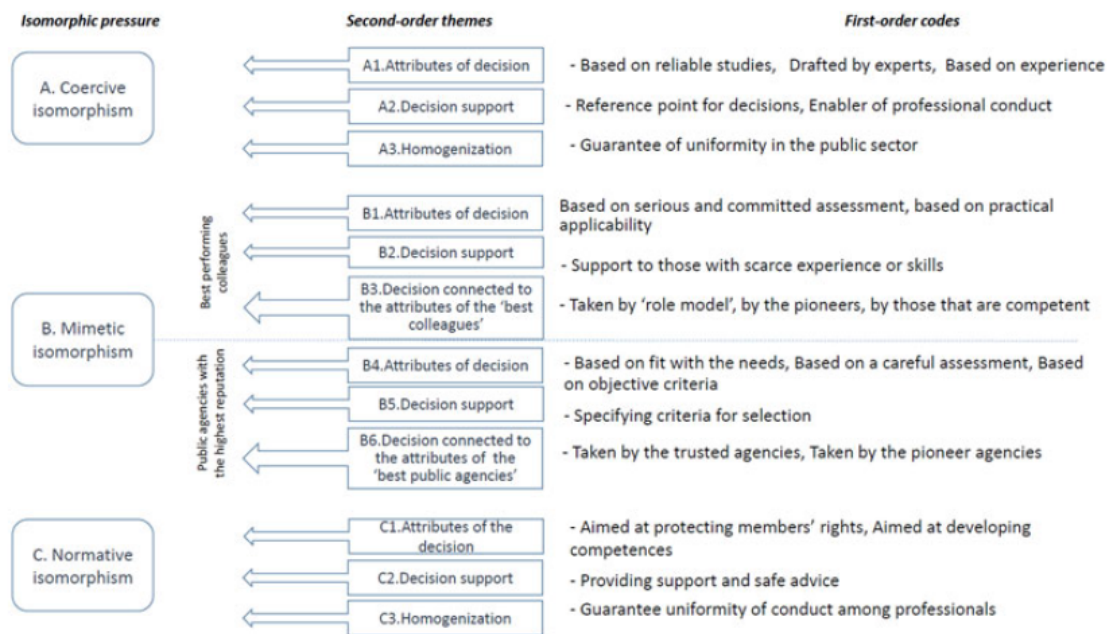 Isomorphic pressure
Second-order themes
First-order codes
A. Coercive
isomorphism
A1.Attributes of decision
- Based on reliable studies, Drafted by experts, Based on experience
A2.Decision support
- Reference point for decisions, Enabler of professional conduct
A3.Homogenization
- Guarantee of uniformity in the public sector
B. Mimetic
isomorphism
Best performing
colleagues
B1.Attributes of decision
Based on serious and committed assessment, based on practical
applicability
B2.Decision support
- Support to those with scarce experience or skills
B3.Decision connected to
the attributes of the ‘best
colleagues’
- Taken by ‘role model’, by the pioneers, by those that are competent
Public agencies with
the highest reputation
B4.Attributes of decision
- Based on fit with the needs, Based on a careful assessment, Based
on objective criteria
B5.Decision support
- Specifying criteria for selection
B6.Decision connected to
the attributes of the
‘best public agencies’
- Taken by the trusted agencies, Taken by the pioneer agencies
C. Normative
isomorphism
C1.Attributes of the
decision
- Aimed at protecting members’ rights, Aimed at developing
competences
C2.Decision support
- Providing support and safe advice
C3.Homogenization
- Guarantee uniformity of conduct among professionals